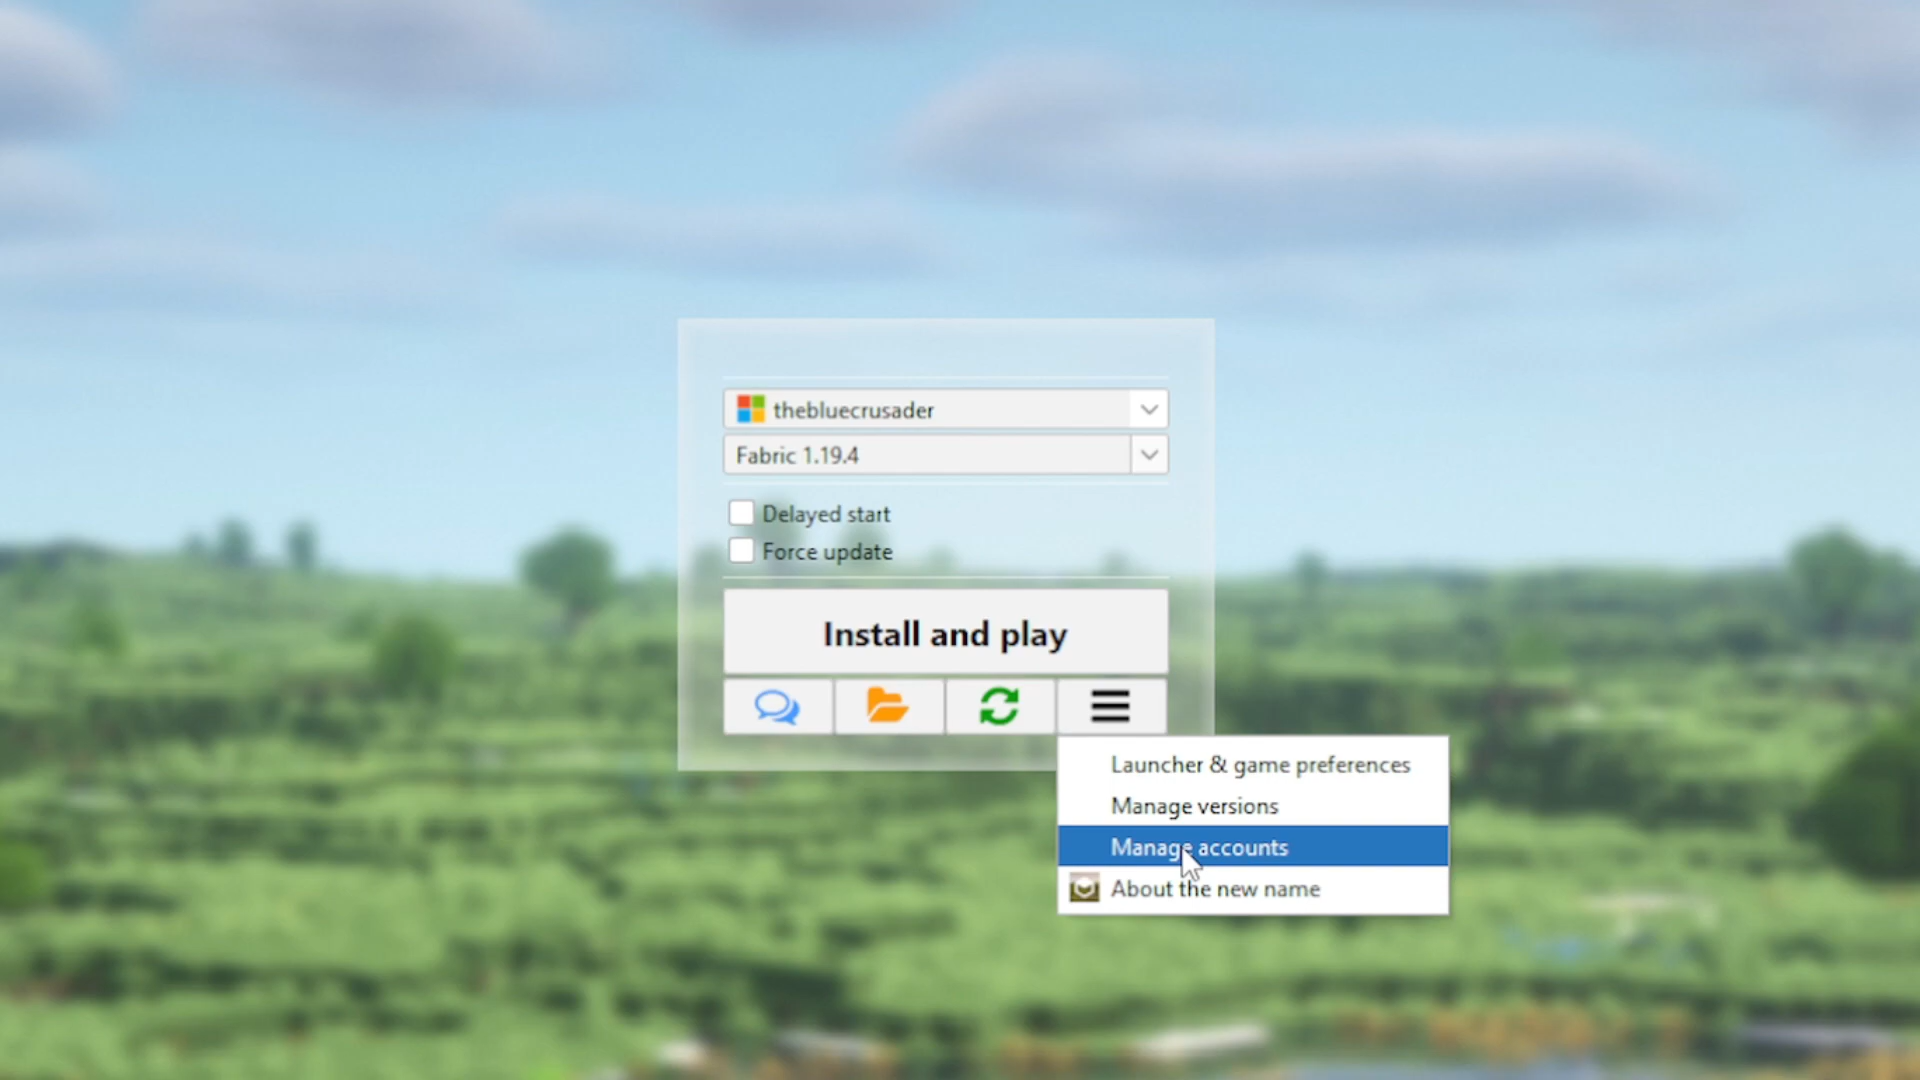 thebluecrusader
Fabric 1.19.4
Delayed start
Force update
Install and play
Launcher & game preferences
Manage versions
Manage accounts
About the new name